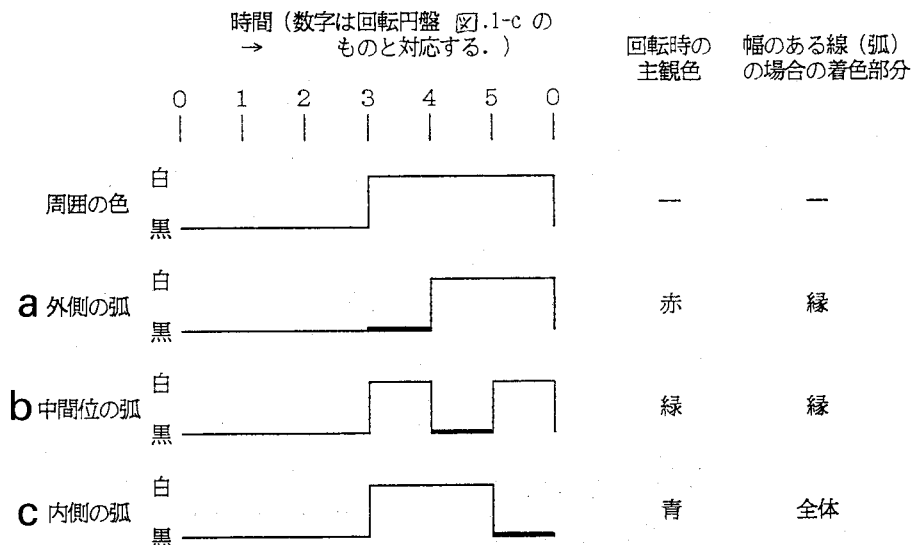 時間（数字は回転円盤 図.1-c の
→ ものと対応する．）
回転時の
主観色
幅のある線（弧）
の場合の着色部分
0 1 2 3 4 5 0
周囲の色 白 黒 ー ー
a 外側の弧 白 黒 赤 縁
b 中間位の弧 白 黒 緑 縁
c 内側の弧 白 黒 青 全体